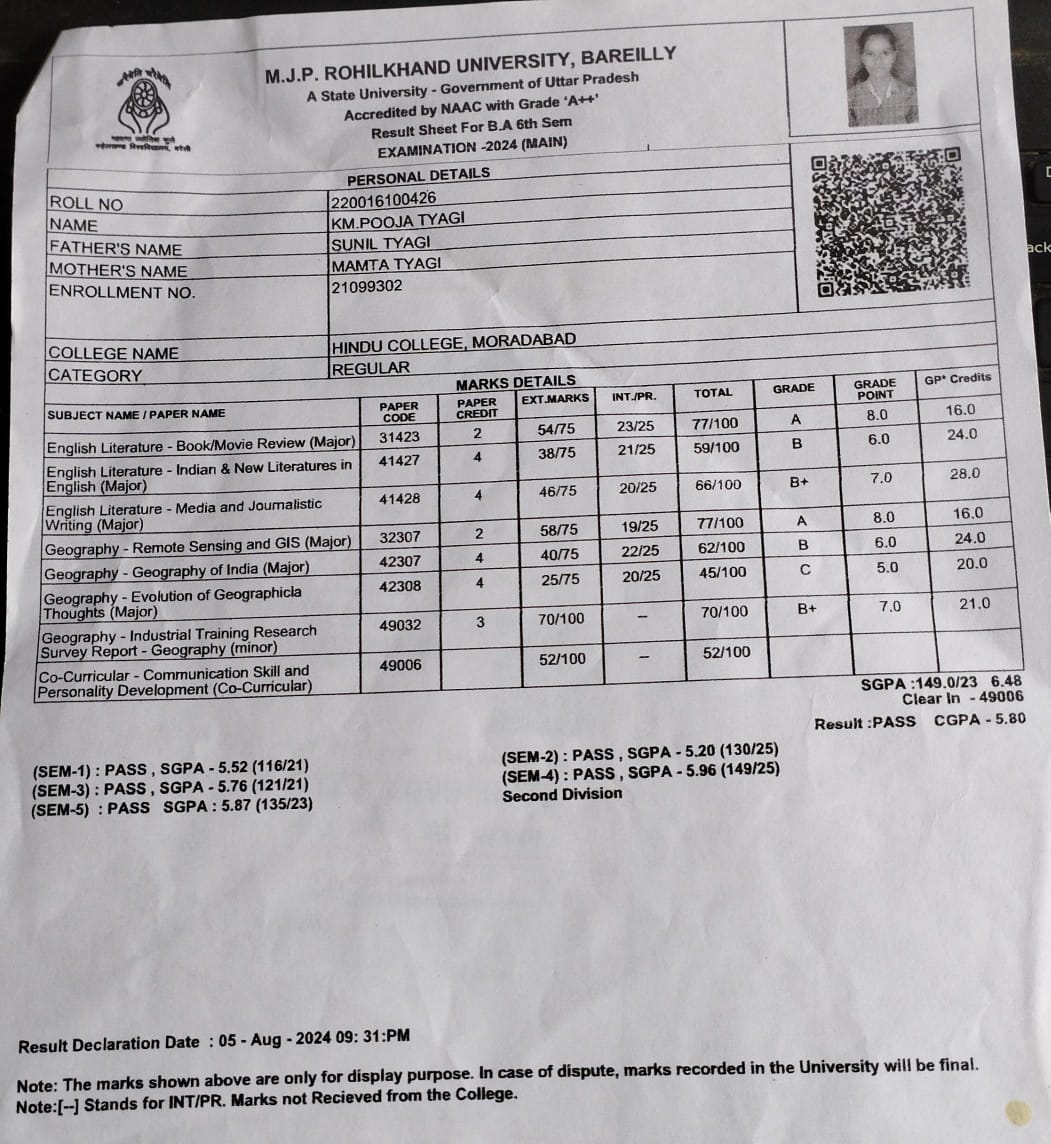 M.J.P. ROHILKHAND UNIVERSITY, BAREILLY
A State University - Government of Uttar Pradesh
Accredited by NAAC with Grade ‘A++’
Result Sheet For B.A 6th Sem
EXAMINATION -2024 (MAIN)
महात्मा ज्योतिबा फुले
रुहेलखण्ड विश्वविद्यालय, बरेली
PERSONAL DETAILS
ROLL NO 220016100426
NAME KM.POOJA TYAGI
FATHER'S NAME SUNIL TYAGI
MOTHER'S NAME MAMTA TYAGI
ENROLLMENT NO. 21099302
COLLEGE NAME HINDU COLLEGE, MORADABAD
CATEGORY REGULAR
MARKS DETAILS
SUBJECT NAME / PAPER NAME PAPER CODE PAPER CREDIT EXT.MARKS INT./PR. TOTAL GRADE GRADE POINT GP* Credits
English Literature - Book/Movie Review (Major) 31423 2 54/75 23/25 77/100 A 8.0 16.0
English Literature - Indian & New Literatures in
English (Major) 41427 4 38/75 21/25 59/100 B 6.0 24.0
English Literature - Media and Journalistic
Writing (Major) 41428 4 46/75 20/25 66/100 B+ 7.0 28.0
Geography - Remote Sensing and GIS (Major) 32307 2 58/75 19/25 77/100 A 8.0 16.0
Geography - Geography of India (Major) 42307 4 40/75 22/25 62/100 B 6.0 24.0
Geography - Evolution of Geographicla
Thoughts (Major) 42308 4 25/75 20/25 45/100 C 5.0 20.0
Geography - Industrial Training Research
Survey Report - Geography (minor) 49032 3 70/100 -- 70/100 B+ 7.0 21.0
Co-Curricular - Communication Skill and
Personality Development (Co-Curricular) 49006 52/100 -- 52/100
SGPA :149.0/23 6.48
Clear In - 49006
Result :PASS CGPA - 5.80
(SEM-1) : PASS , SGPA - 5.52 (116/21) (SEM-2) : PASS , SGPA - 5.20 (130/25)
(SEM-3) : PASS , SGPA - 5.76 (121/21) (SEM-4) : PASS , SGPA - 5.96 (149/25)
(SEM-5) : PASS SGPA : 5.87 (135/23) Second Division
Result Declaration Date : 05 - Aug - 2024 09: 31:PM
Note: The marks shown above are only for display purpose. In case of dispute, marks recorded in the University will be final.
Note:[--] Stands for INT/PR. Marks not Recieved from the College.